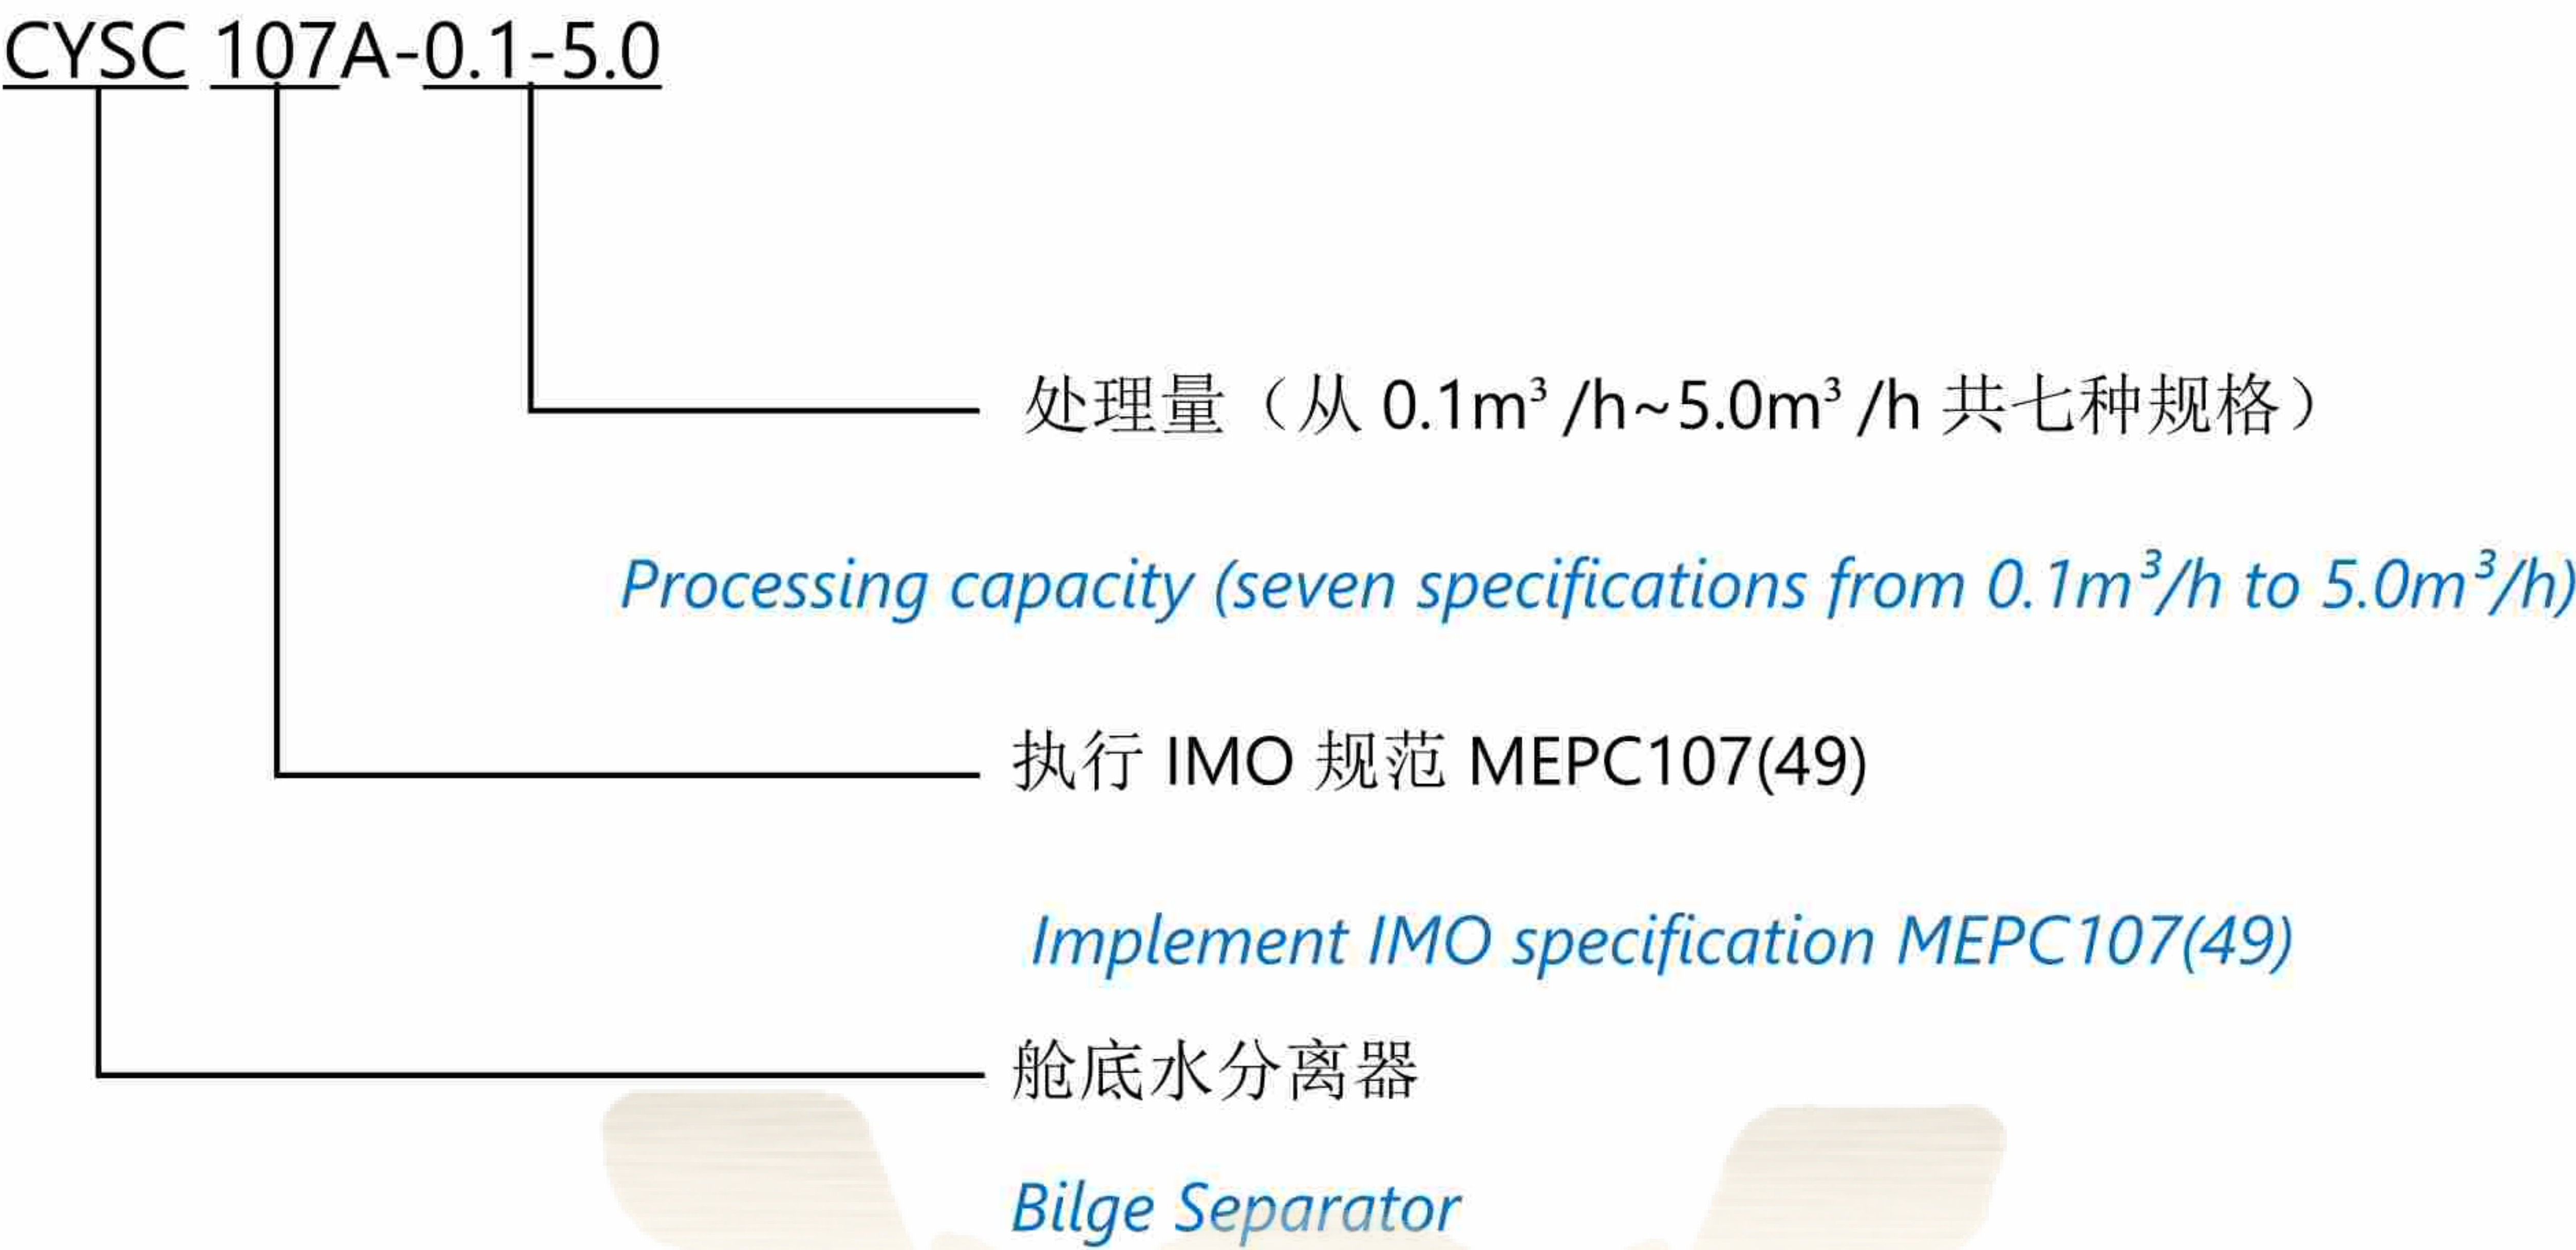 CYSC 107A-0.1-5.0
处理量（从 0.1m³ /h~5.0m³ /h 共七种规格）
Processing capacity (seven specifications from 0.1m³/h to 5.0m³/h)
执行 IMO 规范 MEPC107(49)
Implement IMO specification MEPC107(49)
舱底水分离器
Bilge Separator